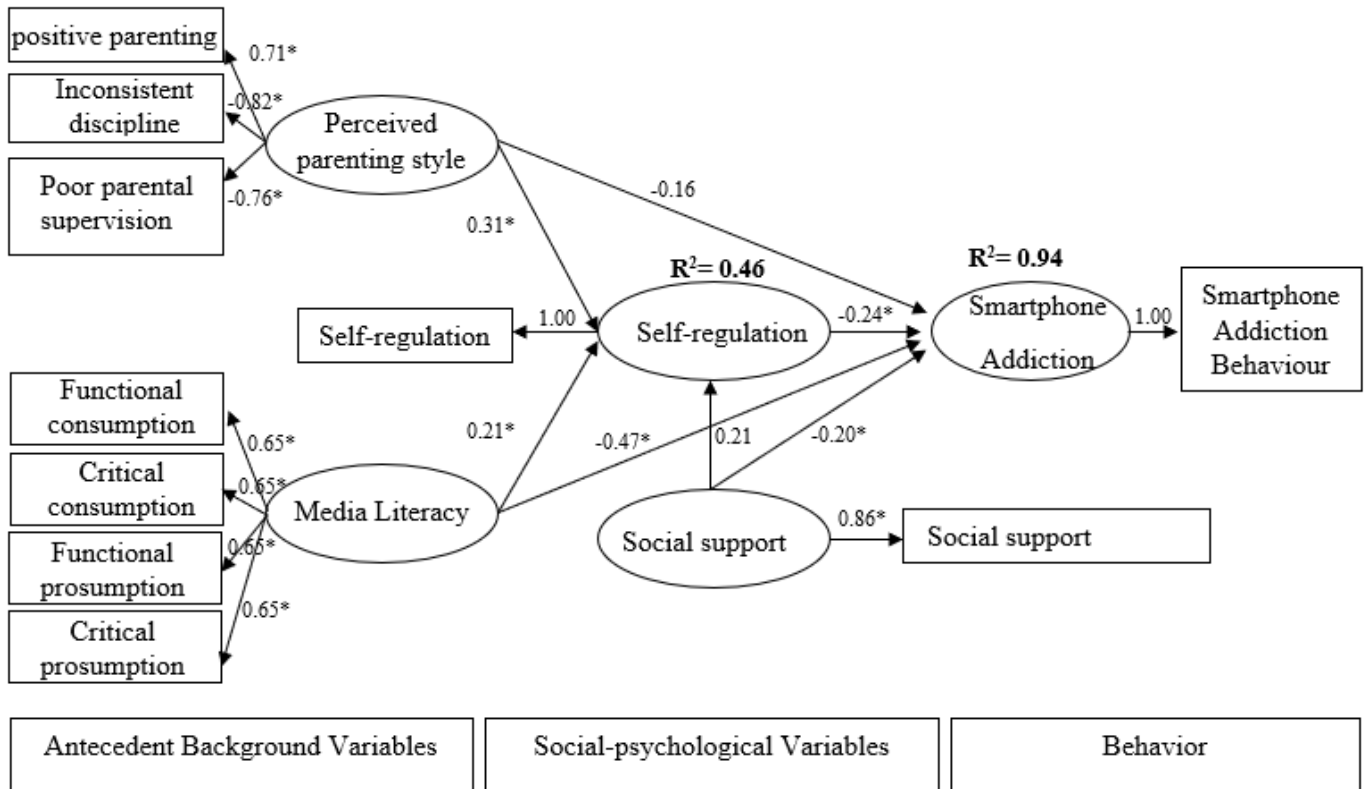 positive parenting
0.71*
Inconsistent
discipline
-0.82*
Poor parental
supervision
-0.76*
Perceived
parenting style
-0.16
0.31*
R²= 0.46
R²= 0.94
Self-regulation
1.00
Self-regulation
-0.24*
Smartphone
Addiction
1.00
Smartphone
Addiction
Behaviour
Functional
consumption
0.65*
Critical
consumption
0.65*
Functional
prosumption
0.65*
Critical
prosumption
0.65*
Media Literacy
0.21*
-0.47*
0.21
-0.20*
Social support
0.86*
Social support
Antecedent Background Variables
Social-psychological Variables
Behavior